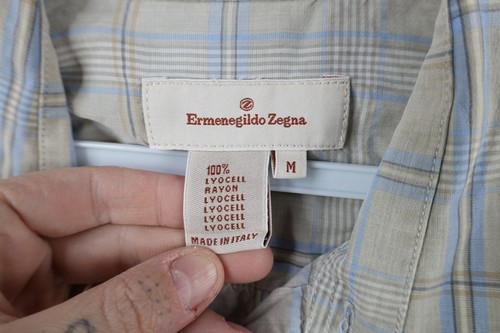 Ermenegildo Zegna
M
100%
LYOCELL
RAYON
LYOCELL
LYOCELL
LYOCELL
MADE IN ITALY